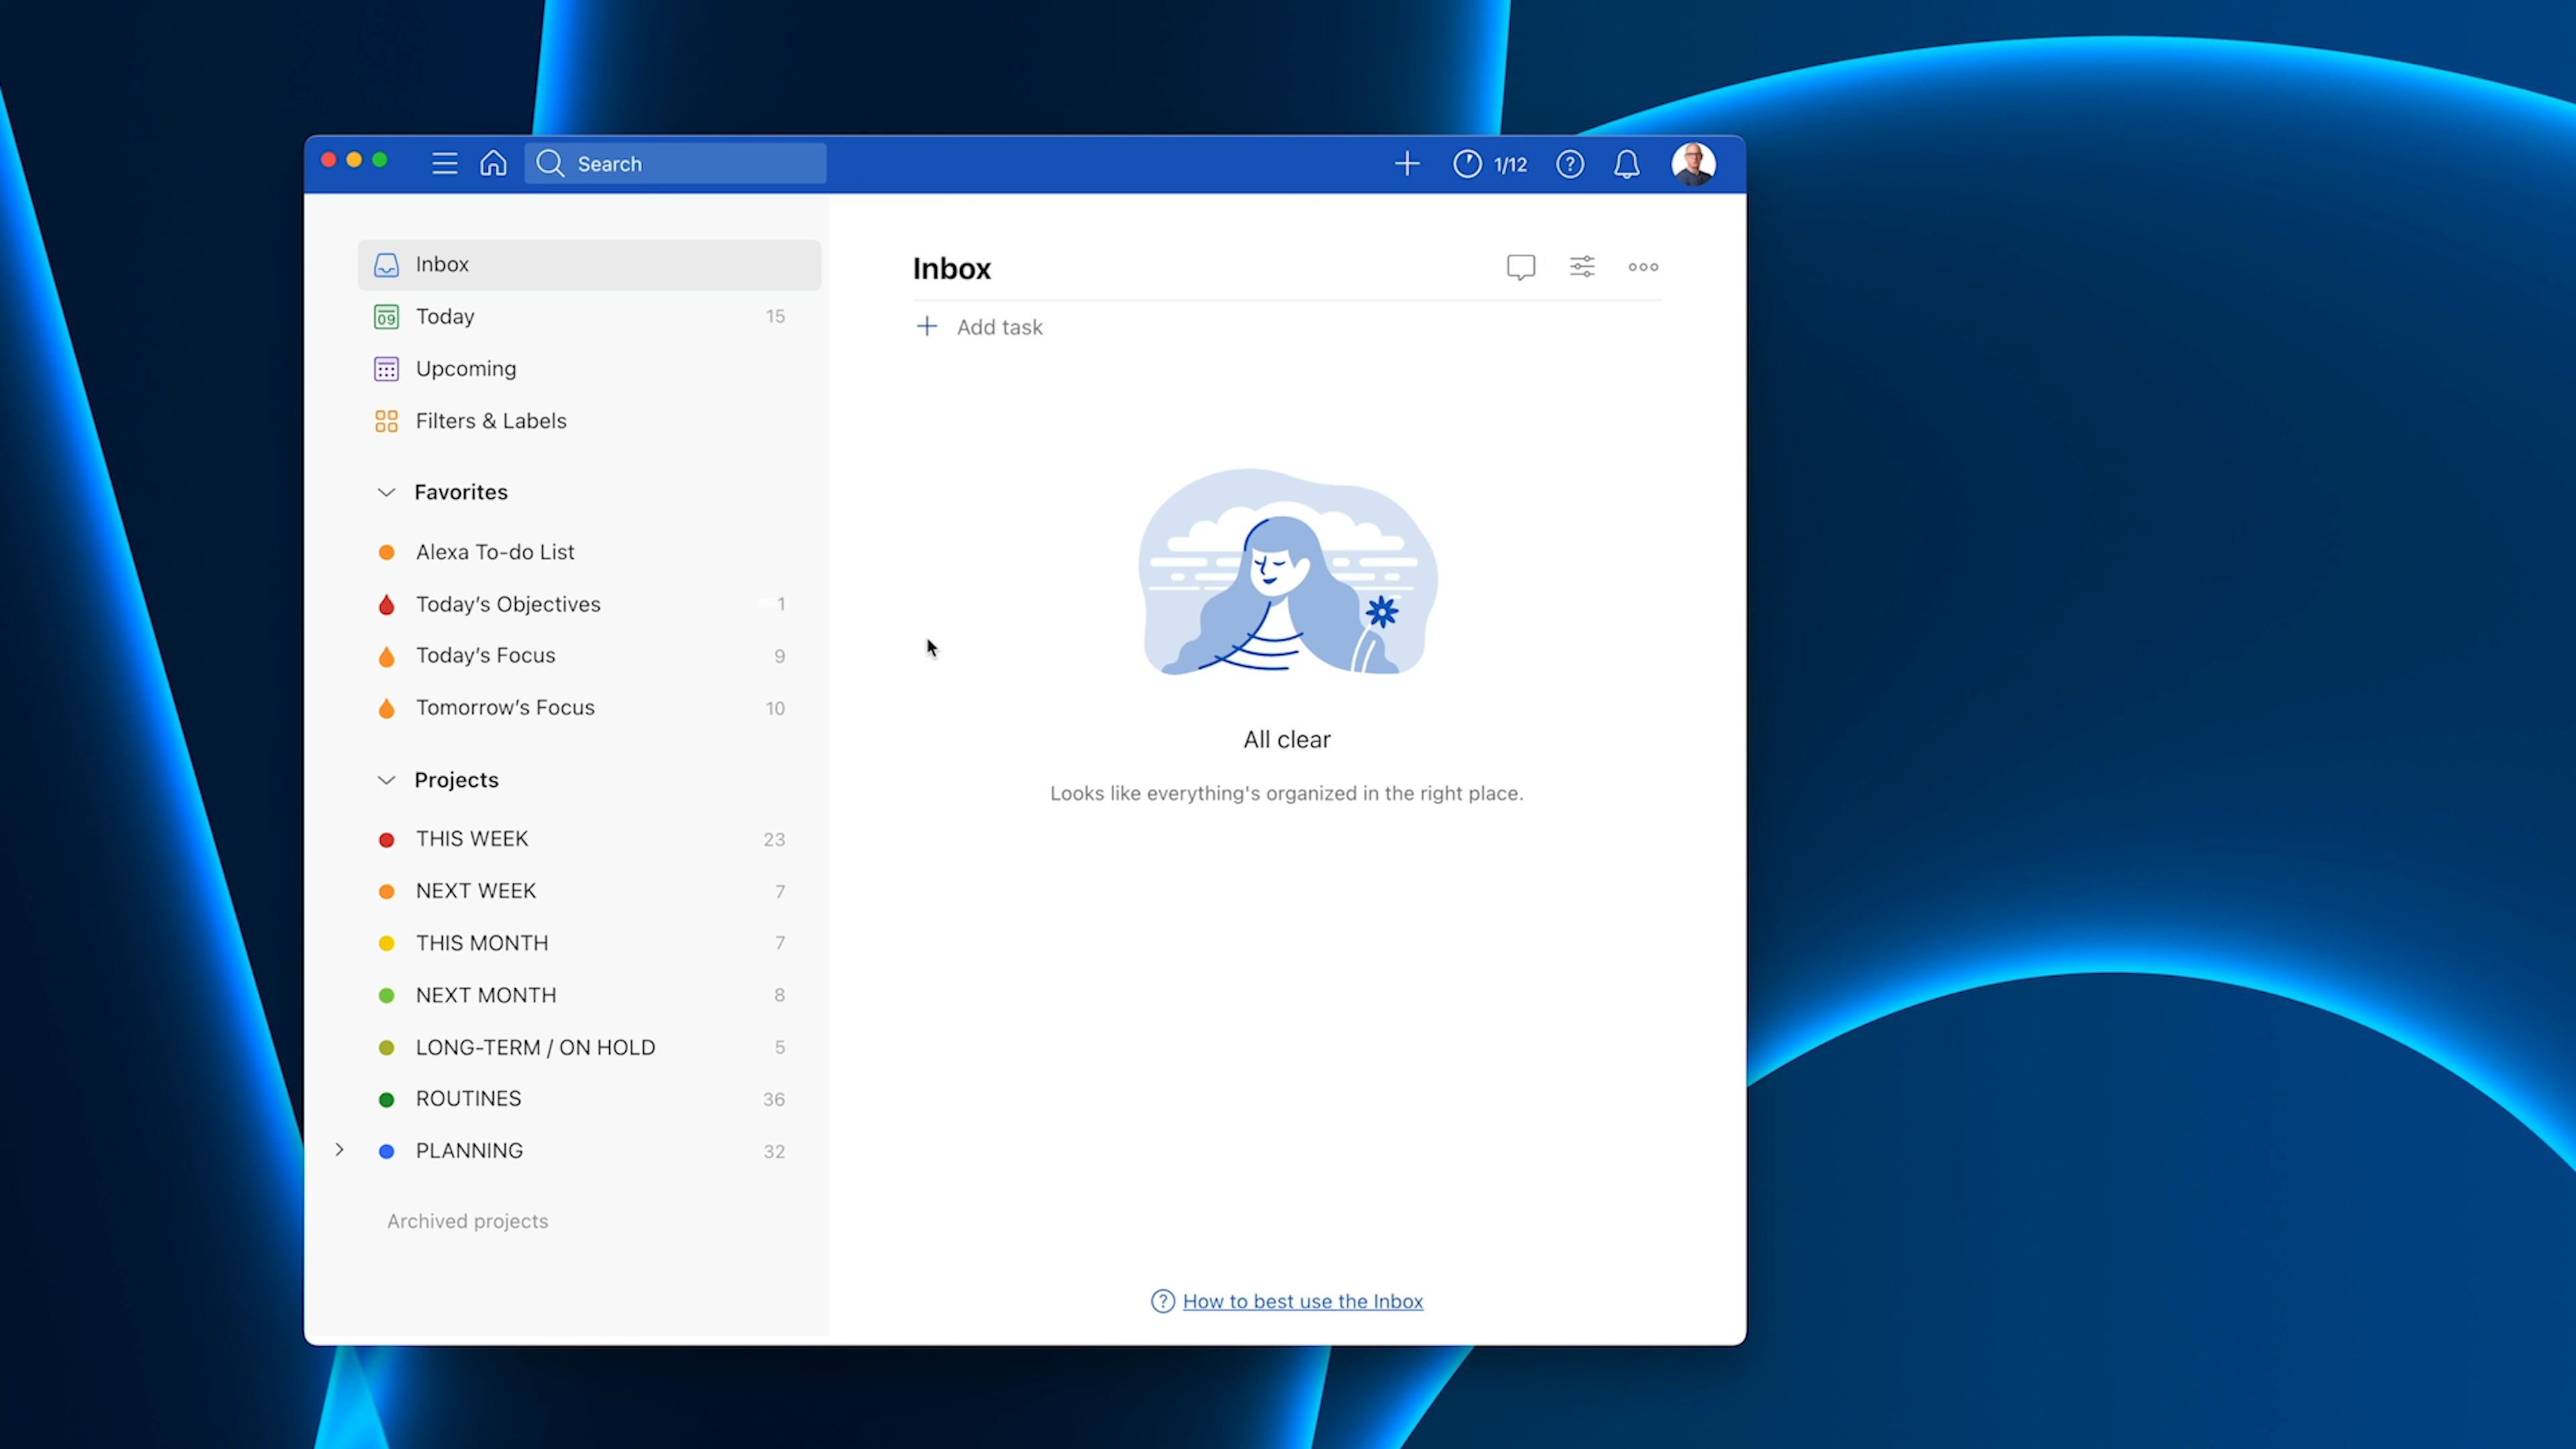 Search
1/12
Inbox
09 Today 15
Upcoming
Filters & Labels
Favorites
Alexa To-do List
Today's Objectives 1
Today's Focus 9
Tomorrow's Focus 10
Projects
THIS WEEK 23
NEXT WEEK 7
THIS MONTH 7
NEXT MONTH 8
LONG-TERM / ON HOLD 5
ROUTINES 36
PLANNING 32
Archived projects
Inbox
+ Add task
All clear
Looks like everything's organized in the right place.
? How to best use the Inbox